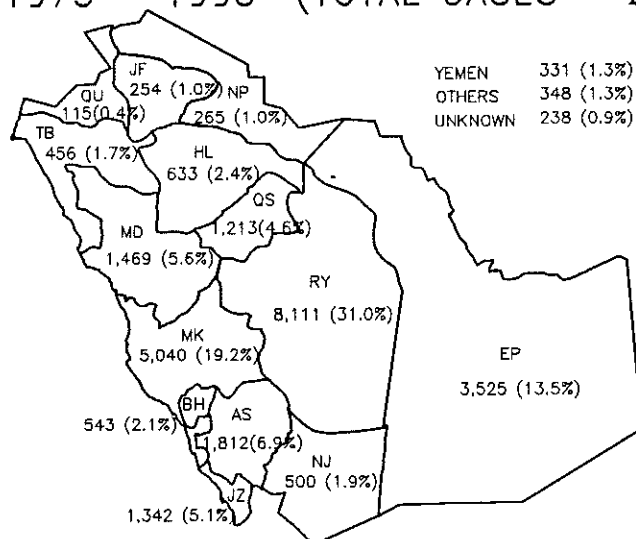 (TOTAL CASES
YEMEN 331 (1.3%)
OTHERS 348 (1.3%)
UNKNOWN 238 (0.9%)
JF
254 (1.0%)
QU
115(0.4%)
NP
265 (1.0%)
TB
456 (1.7%)
HL
633 (2.4%)
QS
1,213(4.6%)
MD
1,469 (5.6%)
RY
8,111 (31.0%)
MK
5,040 (19.2%)
EP
3,525 (13.5%)
BH
543 (2.1%)
AS
1,812(6.9%)
NJ
500 (1.9%)
JZ
1,342 (5.1%)